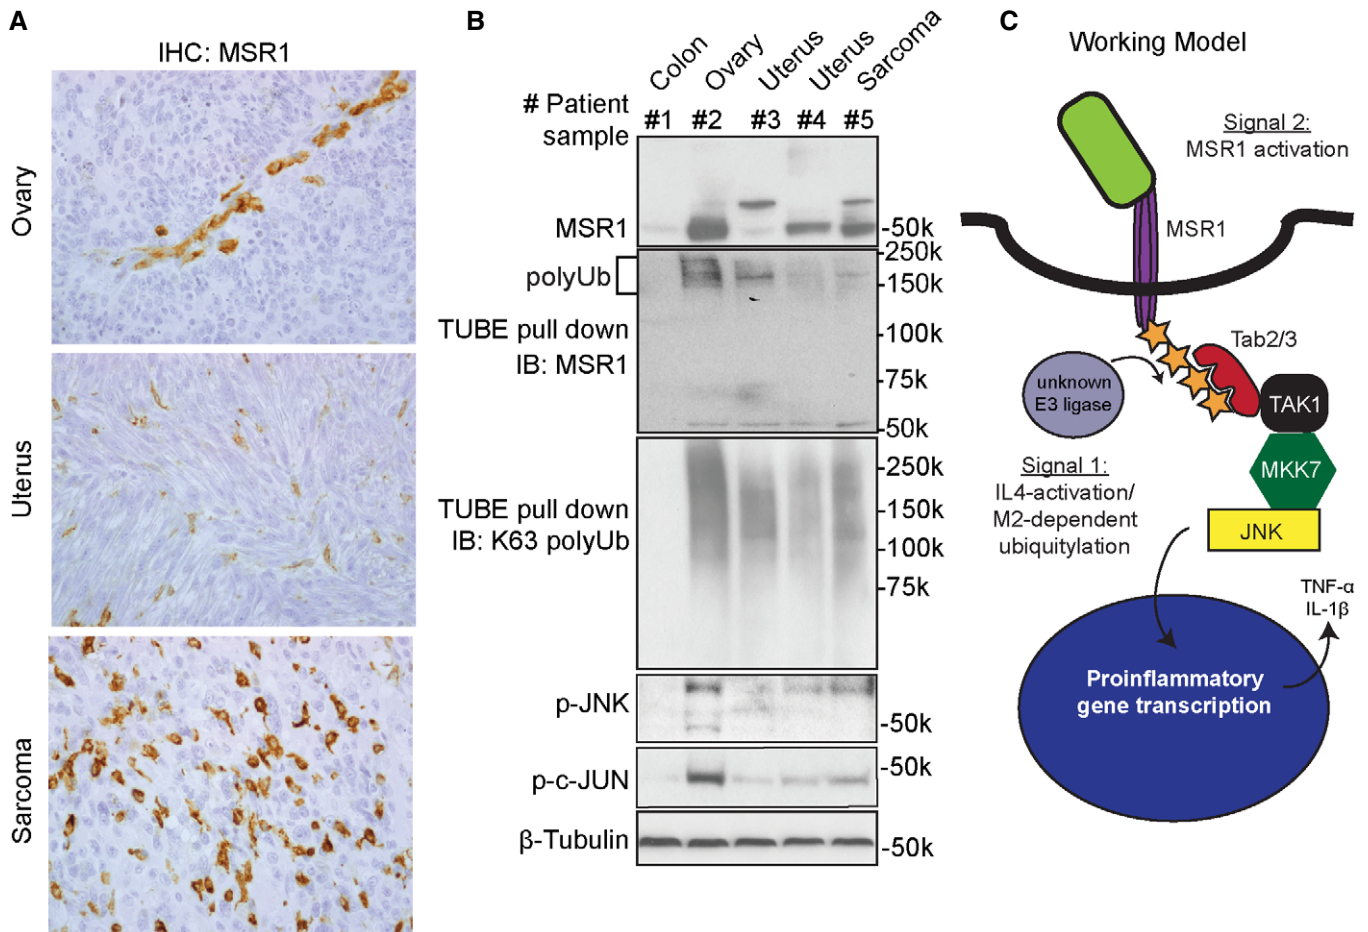 A
IHC: MSR1
Ovary
Uterus
Sarcoma
B
Colon
Ovary
Uterus
Uterus
Sarcoma
# Patient
sample
#1 #2 #3 #4 #5
MSR1
-50k
polyUb
-250k
-150k
TUBE pull down
IB: MSR1
-100k
-75k
-50k
TUBE pull down
IB: K63 polyUb
-250k
-150k
-100k
-75k
p-JNK
-50k
p-c-JUN
-50k
β-Tubulin
-50k
C
Working Model
Signal 2:
MSR1 activation
MSR1
Tab2/3
unknown
E3 ligase
TAK1
MKK7
JNK
Signal 1:
IL4-activation/
M2-dependent
ubiquitylation
TNF-α
IL-1β
Proinflammatory
gene transcription